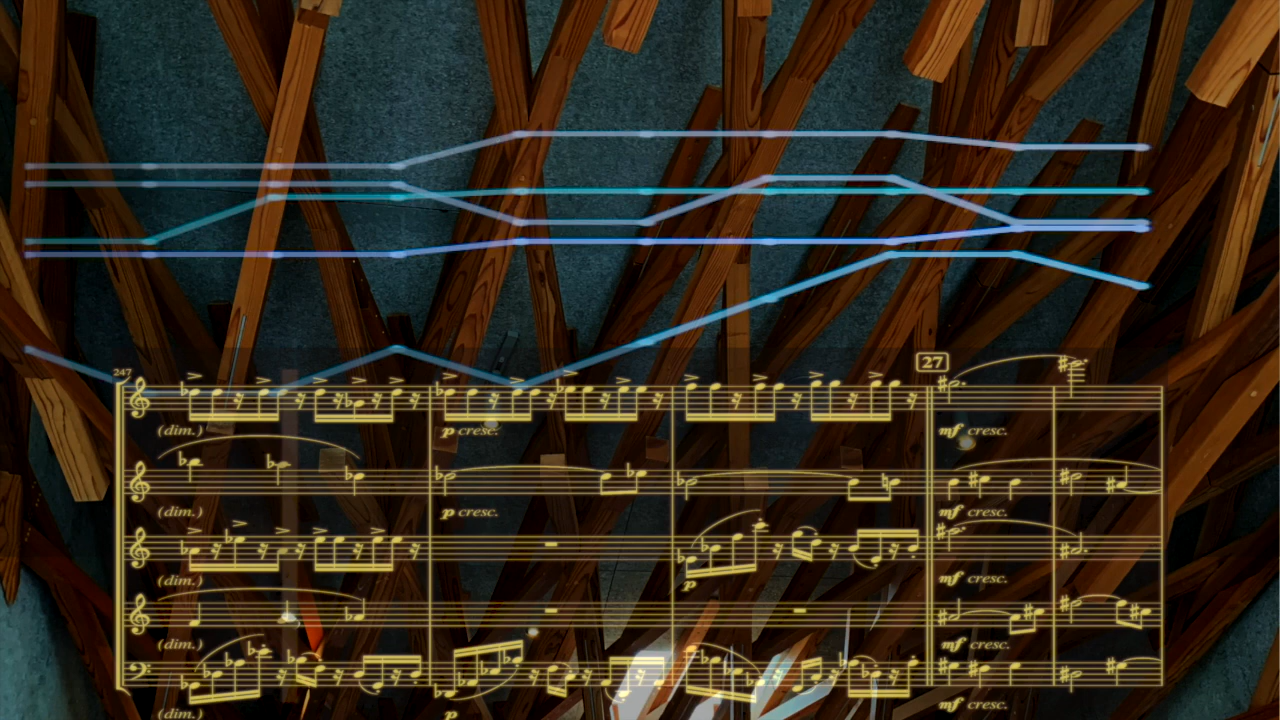 27
247
(dim.) p cresc. mf cresc.
(dim.) p cresc. mf cresc.
(dim.) p mf cresc.
(dim.) mf cresc.
(dim.) p mf cresc.